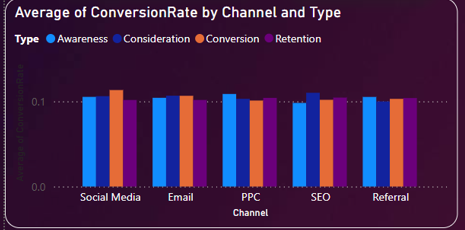 Average of ConversionRate by Channel and Type
Type Awareness Consideration Conversion Retention
Average of ConversionRate
0.1
0.0
Social Media Email PPC SEO Referral
Channel